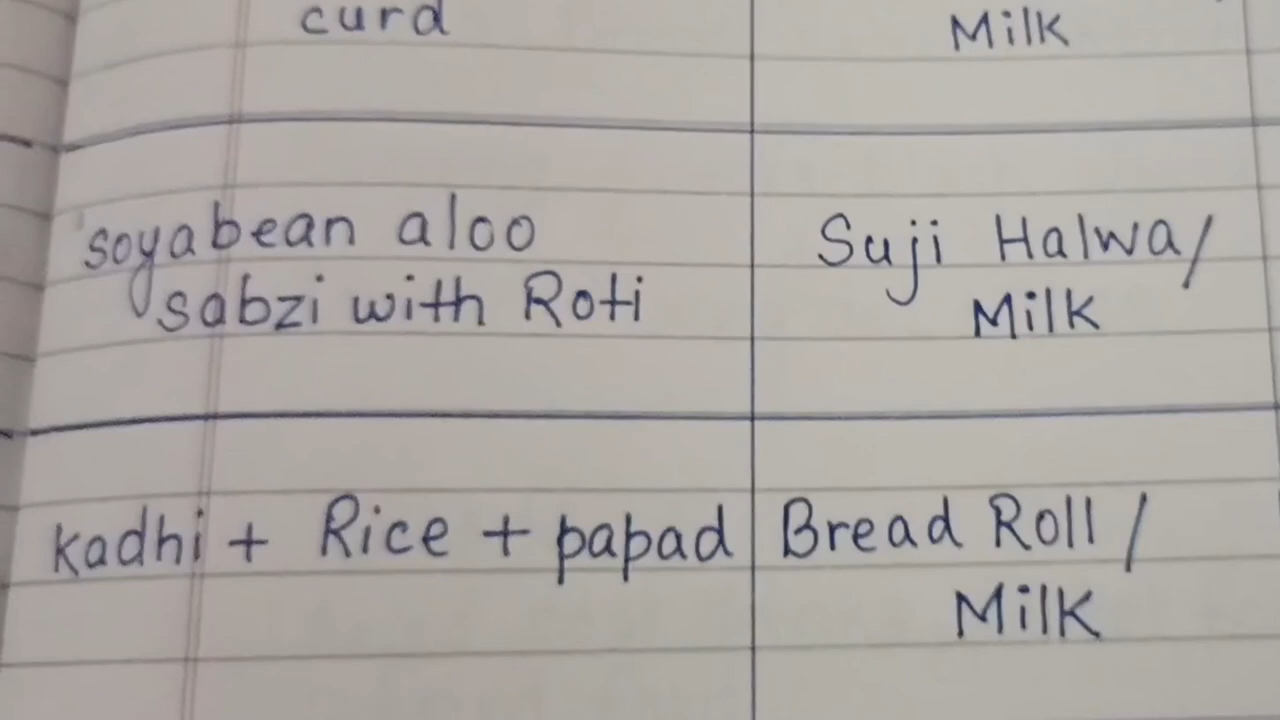 curd
Milk
soyabean aloo
sabzi with Roti
Suji Halwa/
Milk
kadhi + Rice + papad
Bread Roll /
Milk